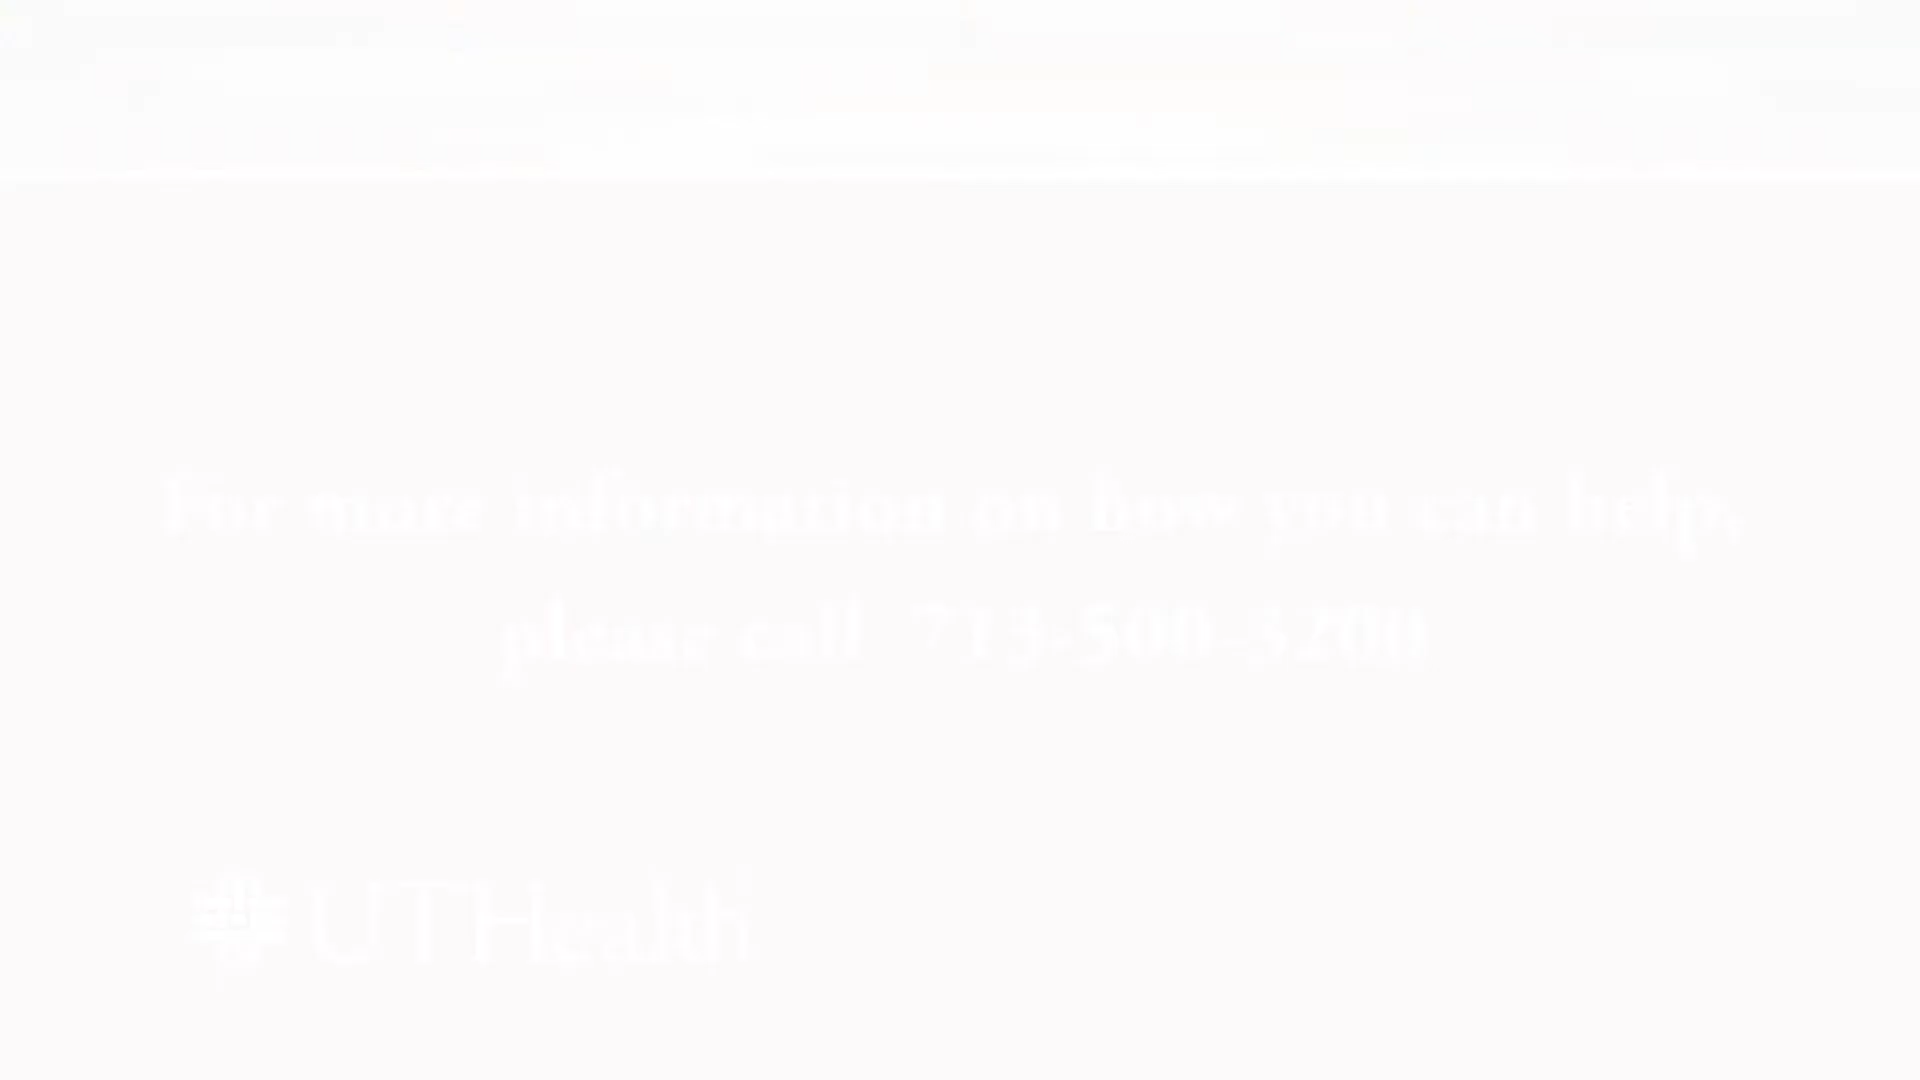 For more information on how you can help,
please call 713-500-3200
UTHealth